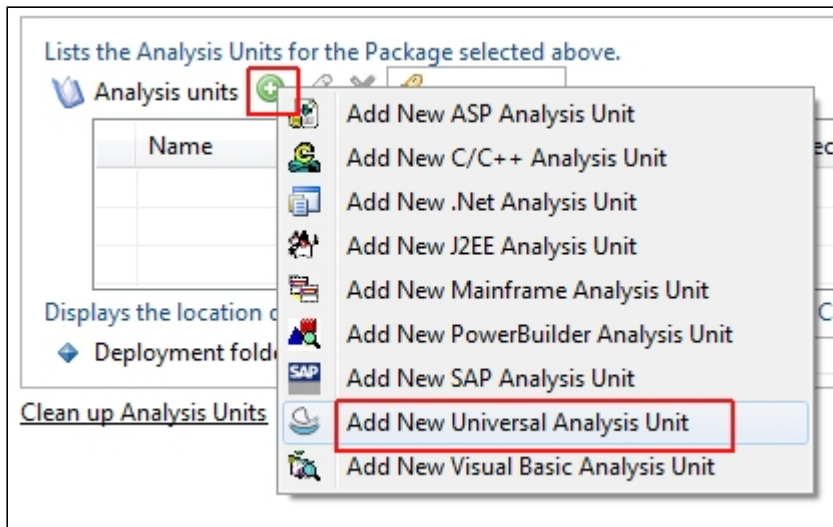 Lists the Analysis Units for the Package selected above.
Analysis units
Add New ASP Analysis Unit
Name
Add New C/C++ Analysis Unit
Add New .Net Analysis Unit
Add New J2EE Analysis Unit
Add New Mainframe Analysis Unit
Displays the location
Add New PowerBuilder Analysis Unit
Deployment
SAP
Add New SAP Analysis Unit
Clean up Analysis Units
Add New Universal Analysis Unit
Add New Visual Basic Analysis Unit